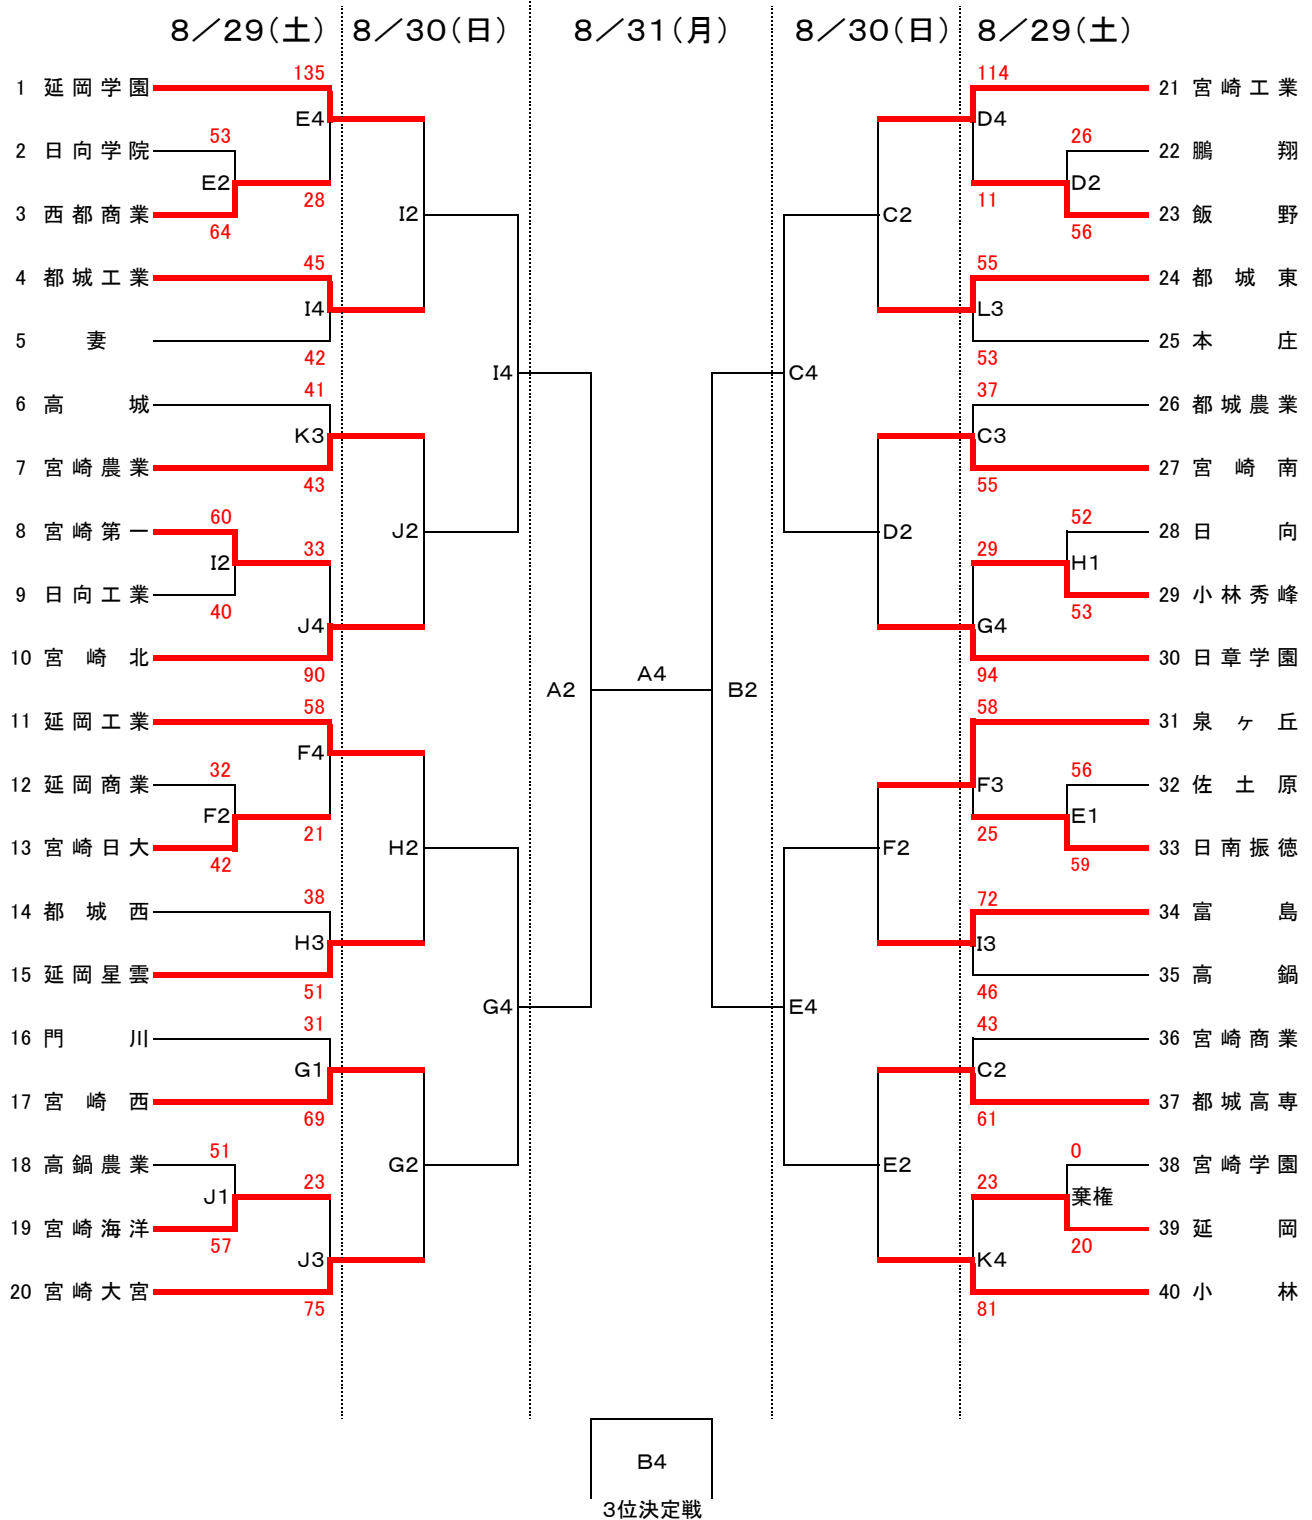 8／29(土) 8／30(日) 8／31(月) 8／30(日) 8／29(土)
135 114
1 延岡学園 21 宮崎工業
E4 D4
53 26
2 日向学院 22 鵬翔
E2 D2
28 11
3 西都商業 I2 C2 23 飯野
64 56
45 55
4 都城工業 24 都城東
I4 L3
5 妻 25 本庄
42 53
I4 C4
41 37
6 高城 26 都城農業
K3 C3
7 宮崎農業 27 宮崎南
43 55
60 52
8 宮崎第一 J2 D2 28 日向
33 29
I2 H1
9 日向工業 29 小林秀峰
40 53
J4 G4
10 宮崎北 30 日章学園
90 94
A2 A4 B2
58 58
11 延岡工業 31 泉ヶ丘
F4
32 56
12 延岡商業 F3 32 佐土原
F2 E1
21 25
13 宮崎日大 H2 F2 33 日南振徳
42 59
38 72
14 都城西 34 富島
H3 I3
15 延岡星雲 35 高鍋
51 46
G4 E4
31 43
16 門川 36 宮崎商業
G1 C2
17 宮崎西 37 都城高専
69 61
51 0
18 高鍋農業 G2 E2 38 宮崎学園
23 23
J1 棄権
19 宮崎海洋 39 延岡
57 20
J3 K4
20 宮崎大宮 40 小林
75 81
B4
3位決定戦